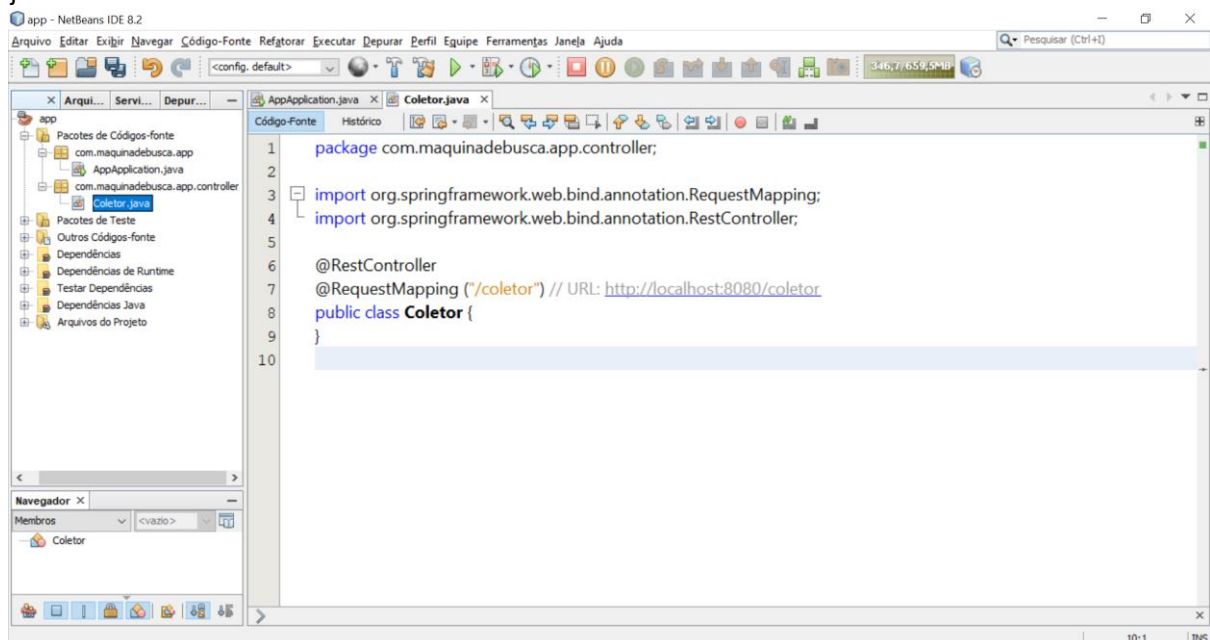 }
app - NetBeans IDE 8.2
Arquivo Editar Exibir Navegar Código-Fonte Refatorar Executar Depurar Perfil Equipe Ferramentas Janela Ajuda
Pesquisar (Ctrl+I)
<config. default>
346,7/659,5MB
Arqui... Servi... Depur...
AppApplication.java
Coletor.java
app
Pacotes de Códigos-fonte
com.maquinadebusca.app
AppApplication.java
com.maquinadebusca.app.controller
Coletor.java
Pacotes de Teste
Outros Códigos-fonte
Dependências
Dependências de Runtime
Testar Dependências
Dependências Java
Arquivos do Projeto
Código-Fonte Histórico
1 package com.maquinadebusca.app.controller;
2
3 import org.springframework.web.bind.annotation.RequestMapping;
4 import org.springframework.web.bind.annotation.RestController;
5
6 @RestController
7 @RequestMapping ("/coletor") // URL: http://localhost:8080/coletor
8 public class Coletor {
9 }
10
Navegador
Membros <vazio>
Coletor
10:1 INS